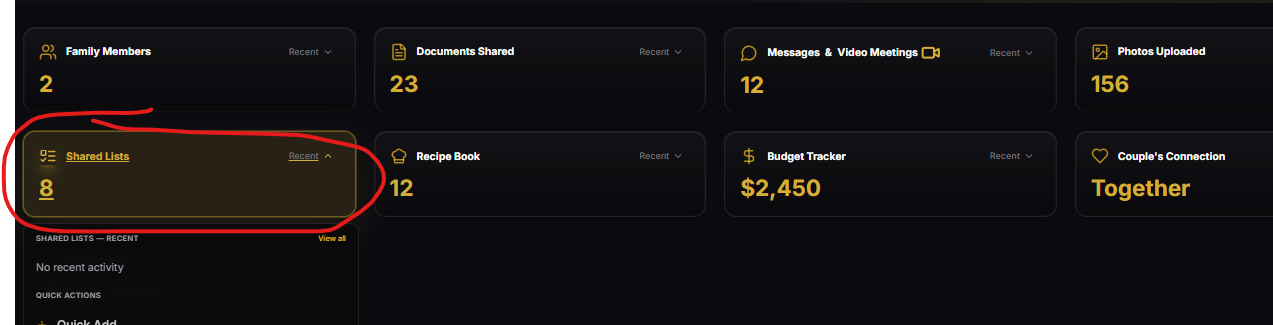 Family Members
Recent
2
Documents Shared
Recent
23
Messages & Video Meetings
Recent
12
Photos Uploaded
156
Shared Lists
Recent
8
Recipe Book
Recent
12
Budget Tracker
Recent
$2,450
Couple's Connection
Together
SHARED LISTS — RECENT
View all
No recent activity
QUICK ACTIONS
+ Quick Add